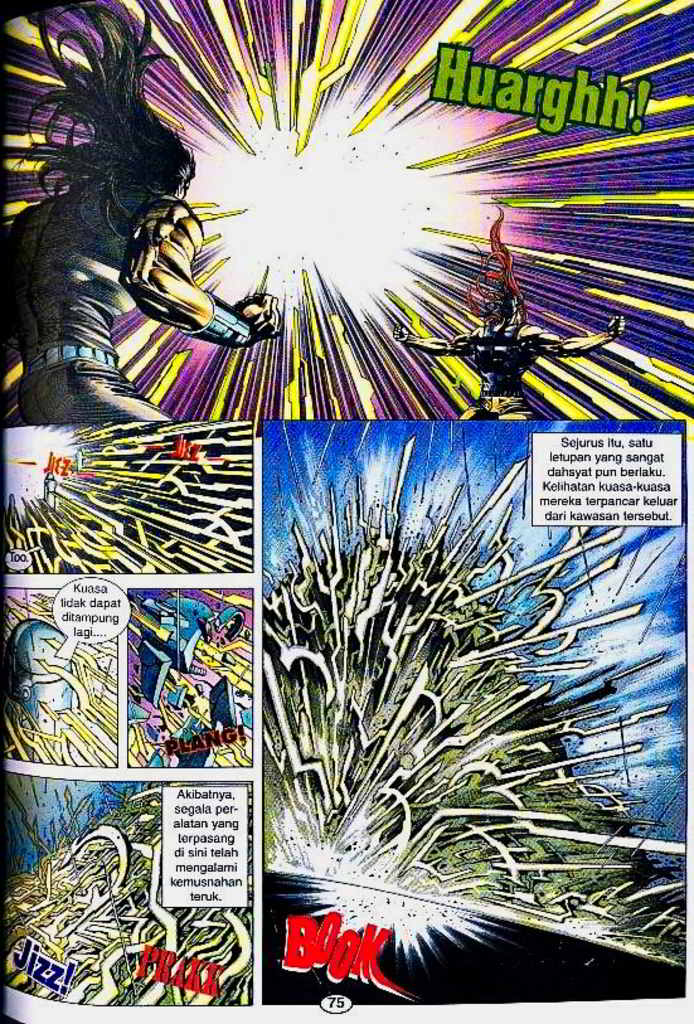 Huarghh!
JIZZ
JIZZ
Too.
Kuasa
tidak dapat
ditampung
lagi....
PLANG!
Akibatnya,
segala per-
alatan yang
terpasang
di sini telah
mengalami
kemusnahan
teruk.
Jizz!
PRAKK
Sejurus itu, satu
letupan yang sangat
dahsyat pun berlaku.
Kelihatan kuasa-kuasa
mereka terpancar keluar
dari kawasan tersebut.
BOOK
75